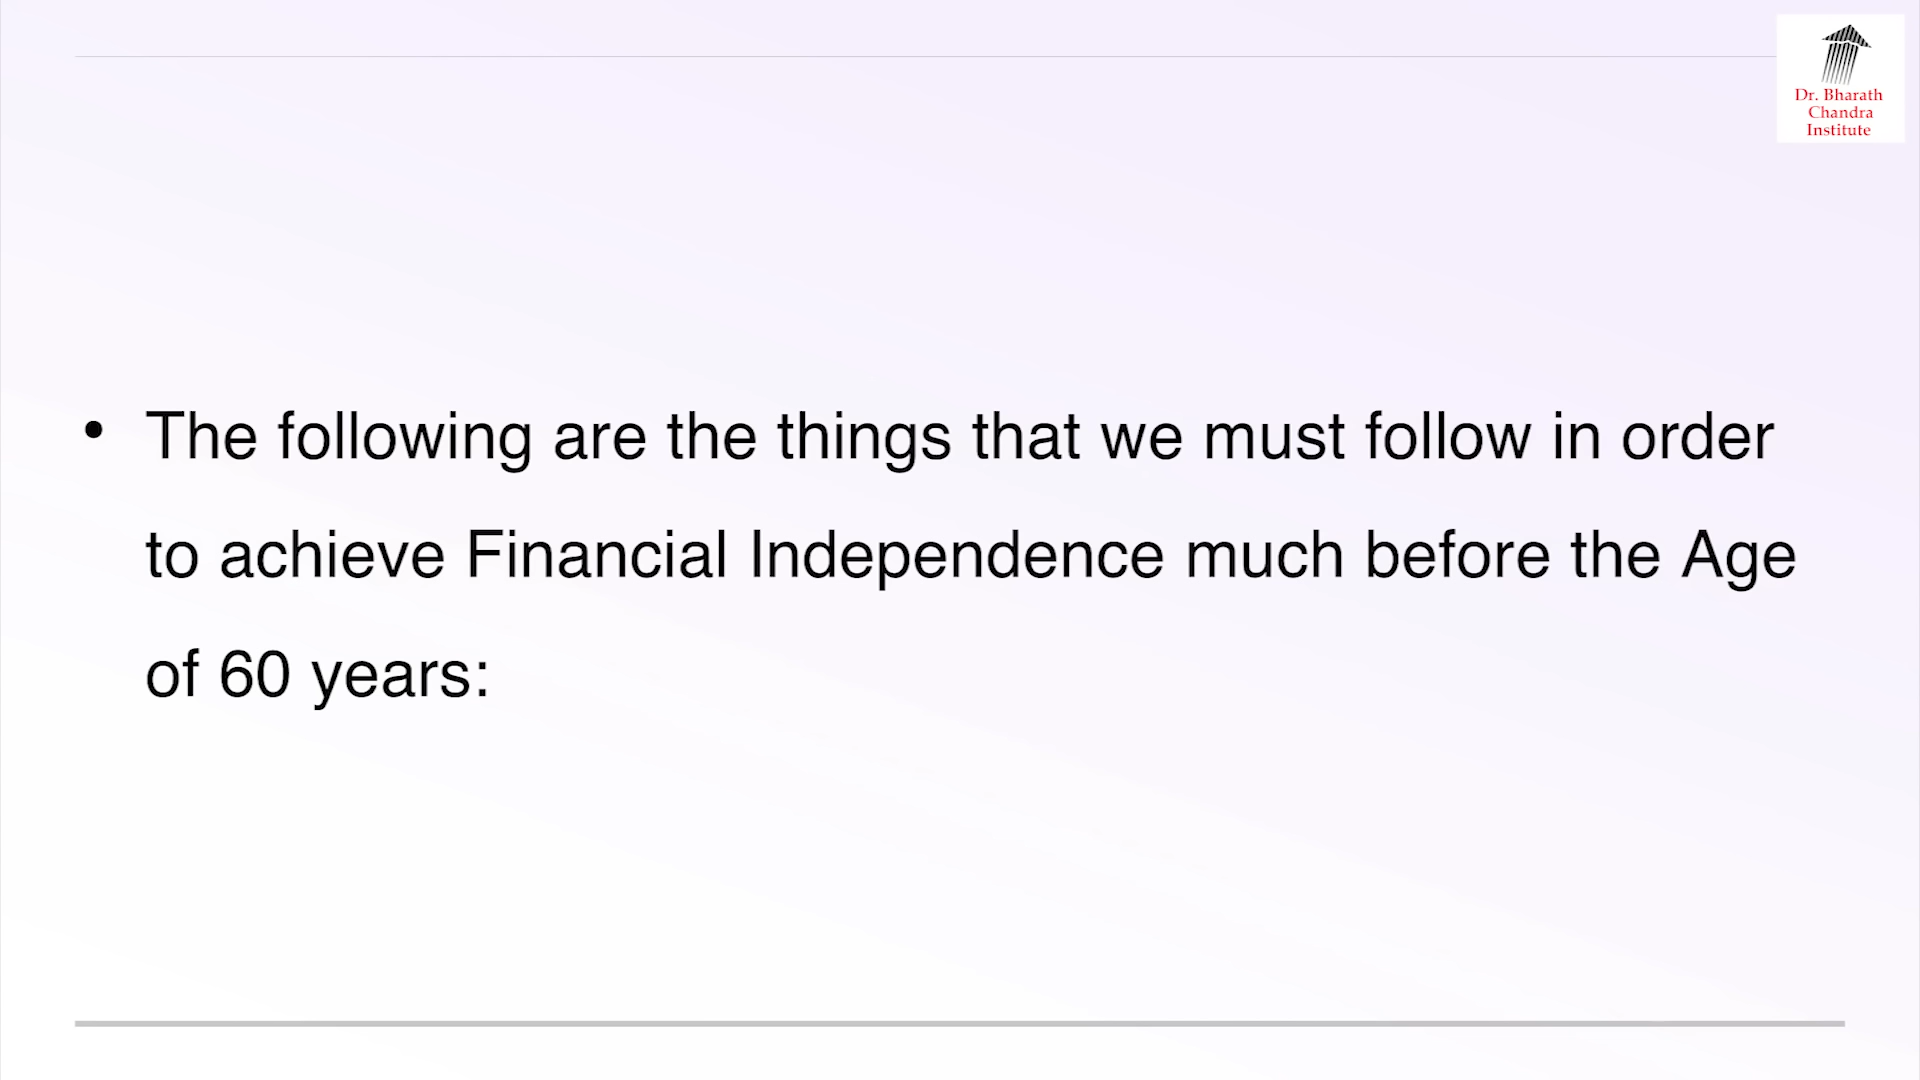 Dr. Bharath
Chandra
Institute
• The following are the things that we must follow in order
to achieve Financial Independence much before the Age
of 60 years: